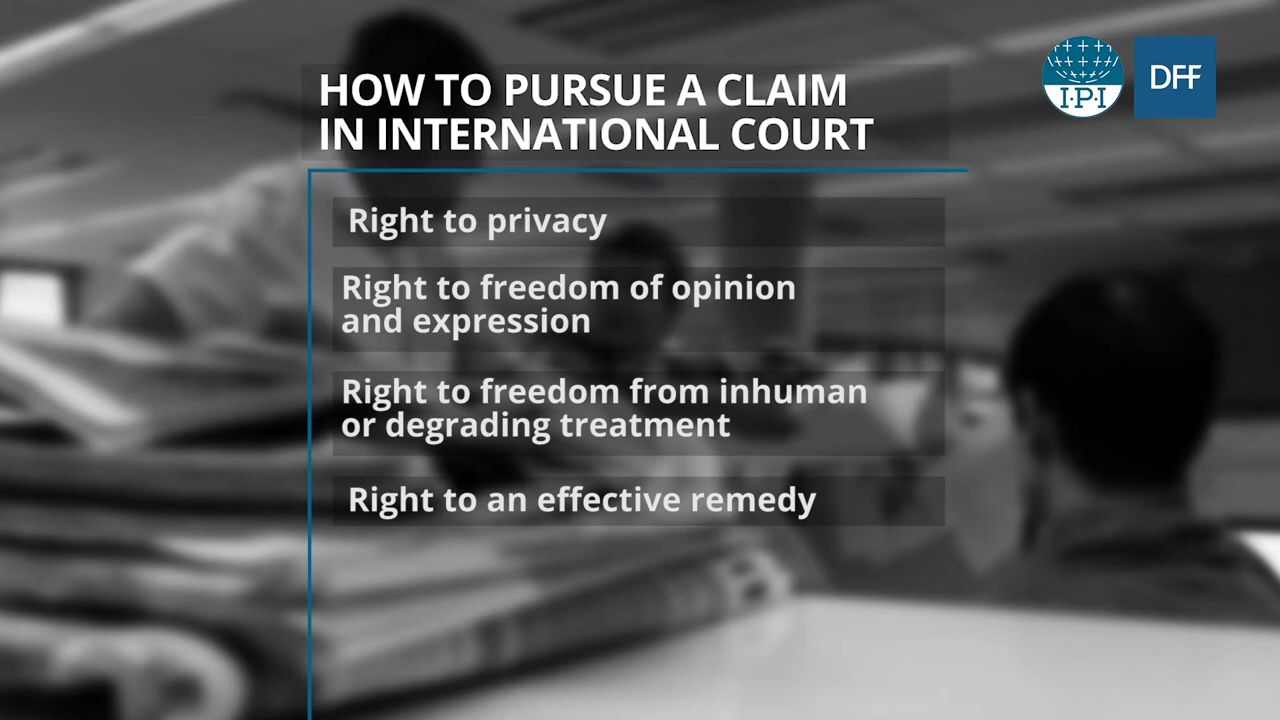 HOW TO PURSUE A CLAIM
IN INTERNATIONAL COURT
I·P·I
DFF
Right to privacy
Right to freedom of opinion
and expression
Right to freedom from inhuman
or degrading treatment
Right to an effective remedy